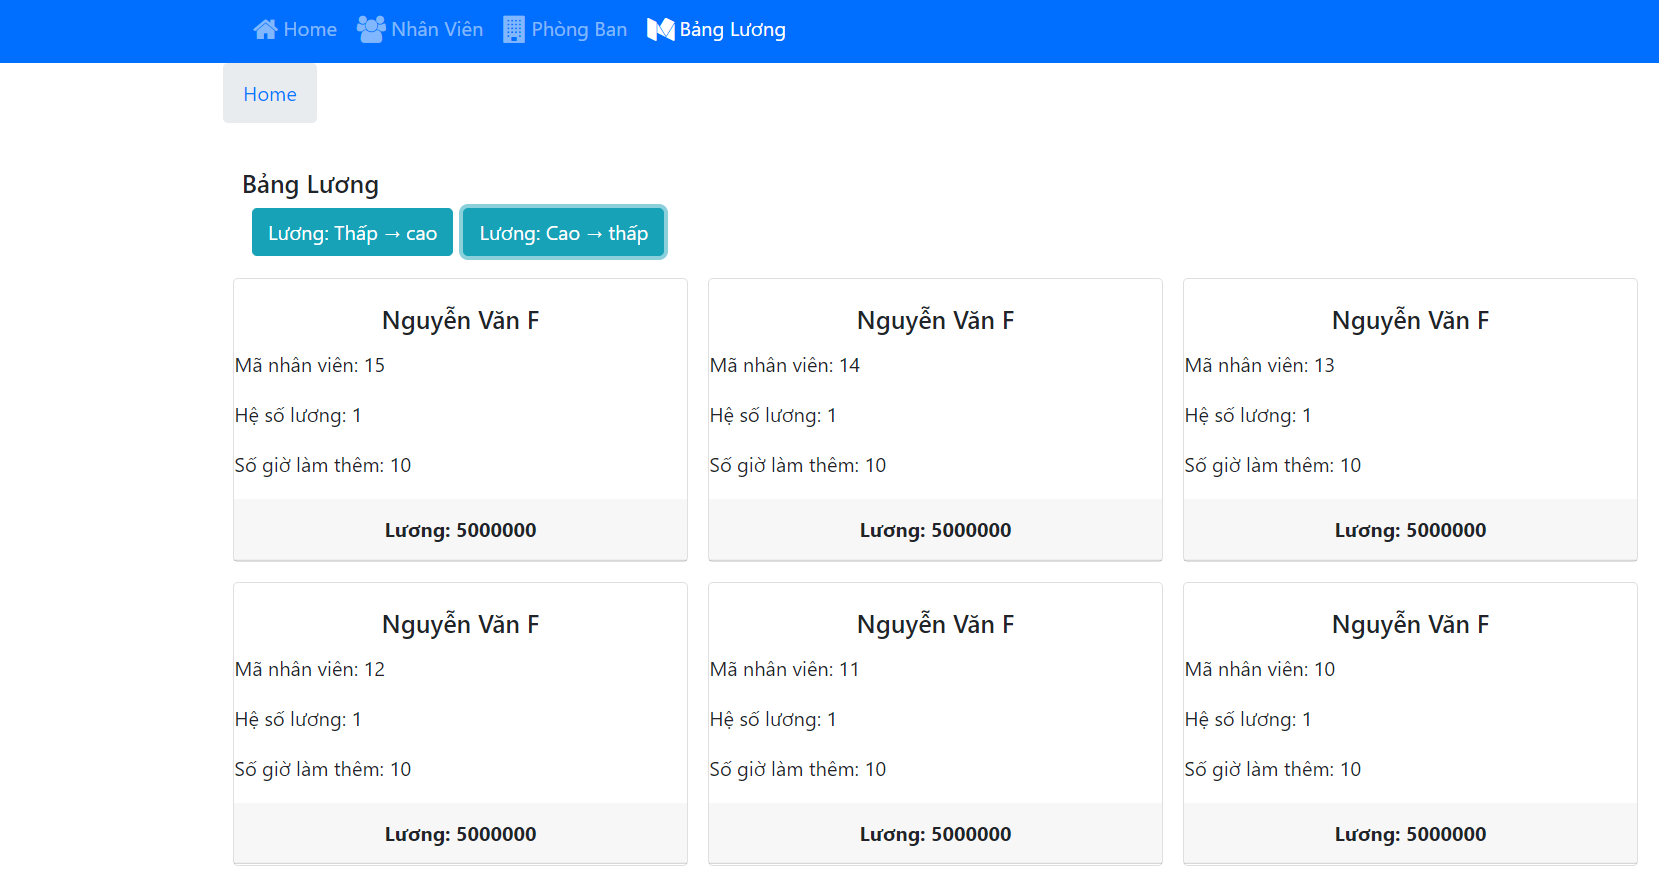 Home Nhân Viên Phòng Ban Bảng Lương
Home
Bảng Lương
Lương: Thấp → cao Lương: Cao → thấp
Nguyễn Văn F
Mã nhân viên: 15
Hệ số lương: 1
Số giờ làm thêm: 10
Lương: 5000000
Nguyễn Văn F
Mã nhân viên: 14
Hệ số lương: 1
Số giờ làm thêm: 10
Lương: 5000000
Nguyễn Văn F
Mã nhân viên: 13
Hệ số lương: 1
Số giờ làm thêm: 10
Lương: 5000000
Nguyễn Văn F
Mã nhân viên: 12
Hệ số lương: 1
Số giờ làm thêm: 10
Lương: 5000000
Nguyễn Văn F
Mã nhân viên: 11
Hệ số lương: 1
Số giờ làm thêm: 10
Lương: 5000000
Nguyễn Văn F
Mã nhân viên: 10
Hệ số lương: 1
Số giờ làm thêm: 10
Lương: 5000000